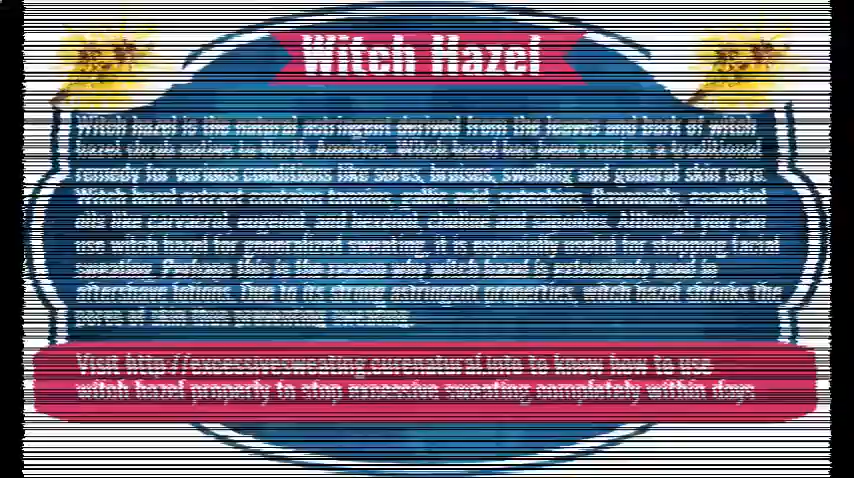 Witch Hazel
Witch hazel is the natural astringent derived from the leaves and bark of witch
hazel shrub native to North America. Witch hazel has been used as a traditional
remedy for various conditions like sores, bruises, swelling and general skin care.
Witch hazel extract contains tannins, gallic acid, catechins, flavonoids, essential
oils like carvacrol, eugenol, and hexenol, choline and saponins. Although you can
use witch hazel for generalized sweating, it is especially useful for stopping facial
sweating. Perhaps this is the reason why witch hazel is extensively used in
aftershave lotions. Due to its strong astringent properties, witch hazel shrinks the
pores of skin thus preventing sweating.
Visit http://excessivesweating.curenatural.info to know how to use
witch hazel properly to stop excessive sweating completely within days